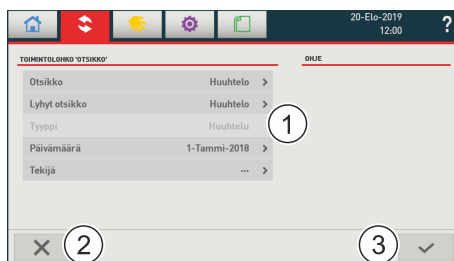 20-Elo-2019
12:00
?
TOIMINTOLOHKO 'OTSIKKO'
OHJE
Otsikko Huuhtelo >
Lyhyt otsikko Huuhtelo >
Tyyppi Huuhtelu
1
Päivämäärä 1-Tammi-2018 >
Tekijä ... >
2
3